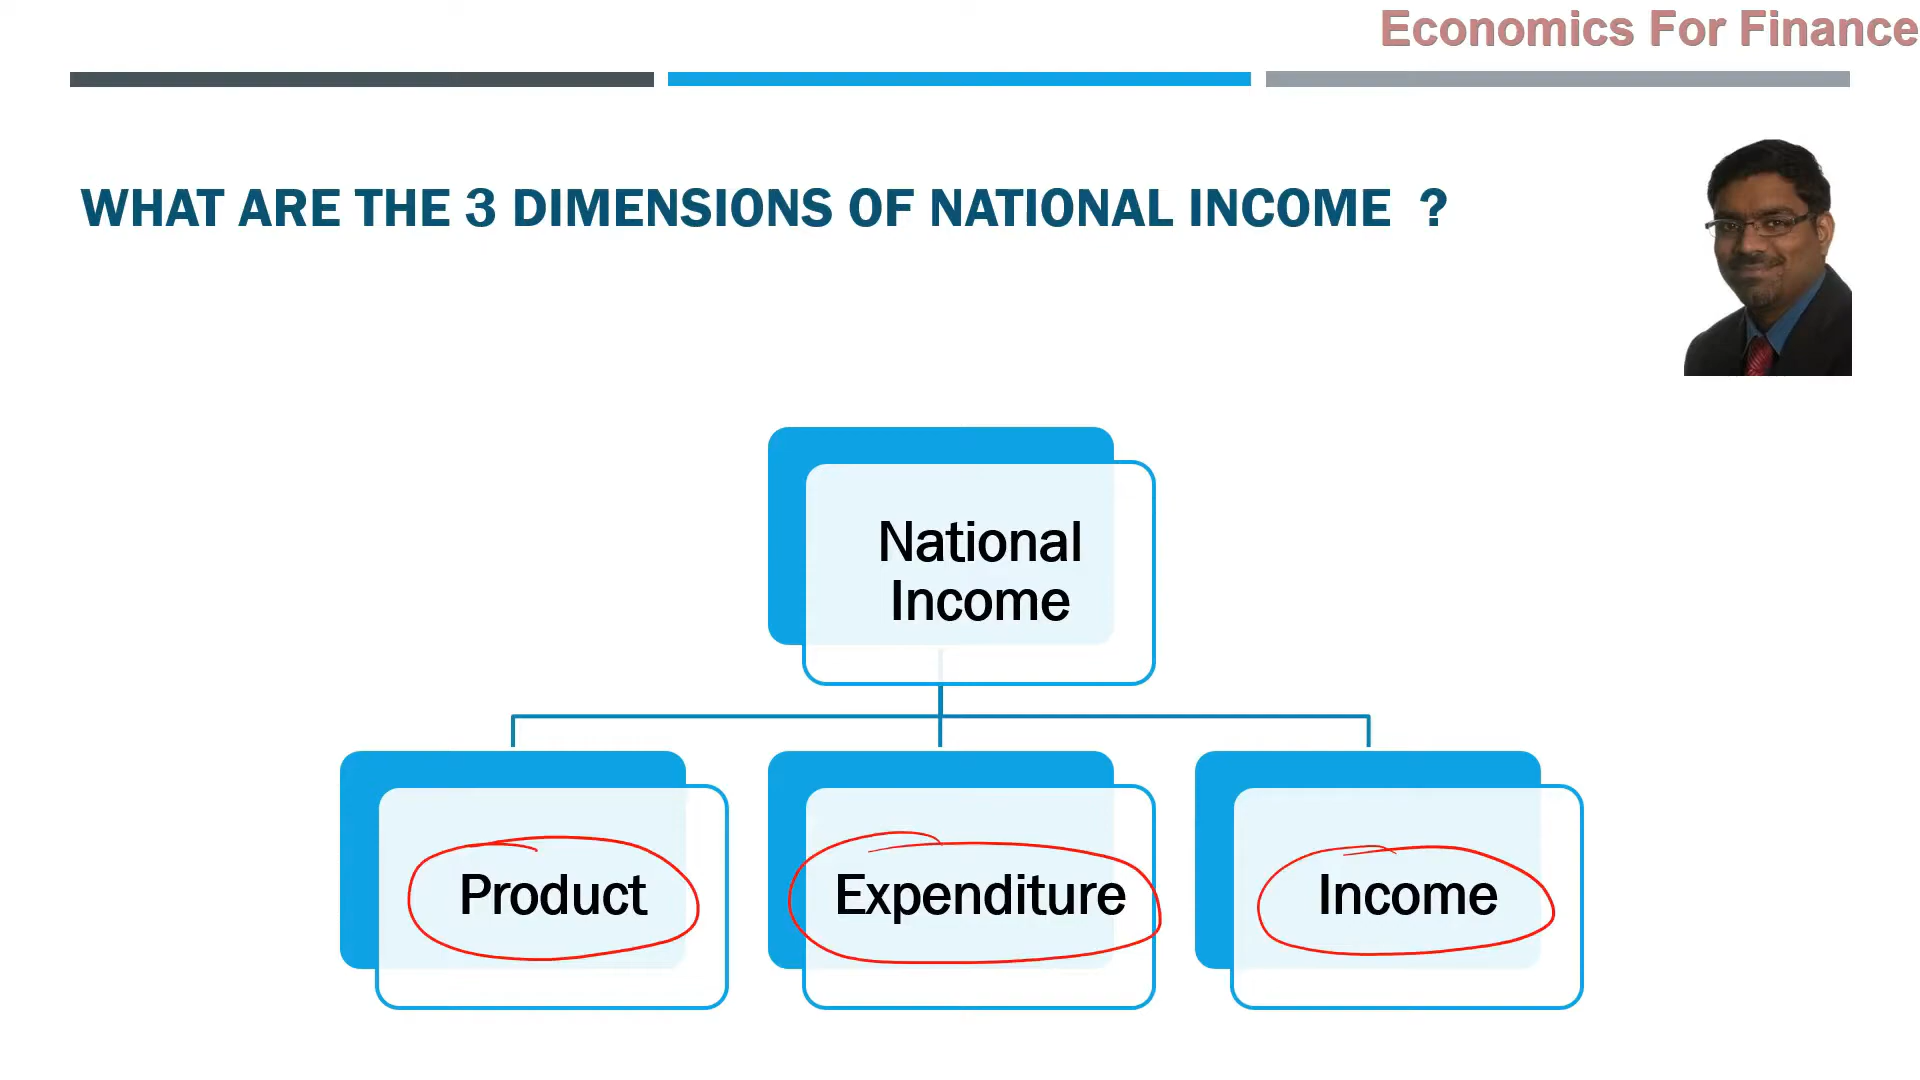 Economics For Finance
WHAT ARE THE 3 DIMENSIONS OF NATIONAL INCOME ?
National
Income
Product
Expenditure
Income